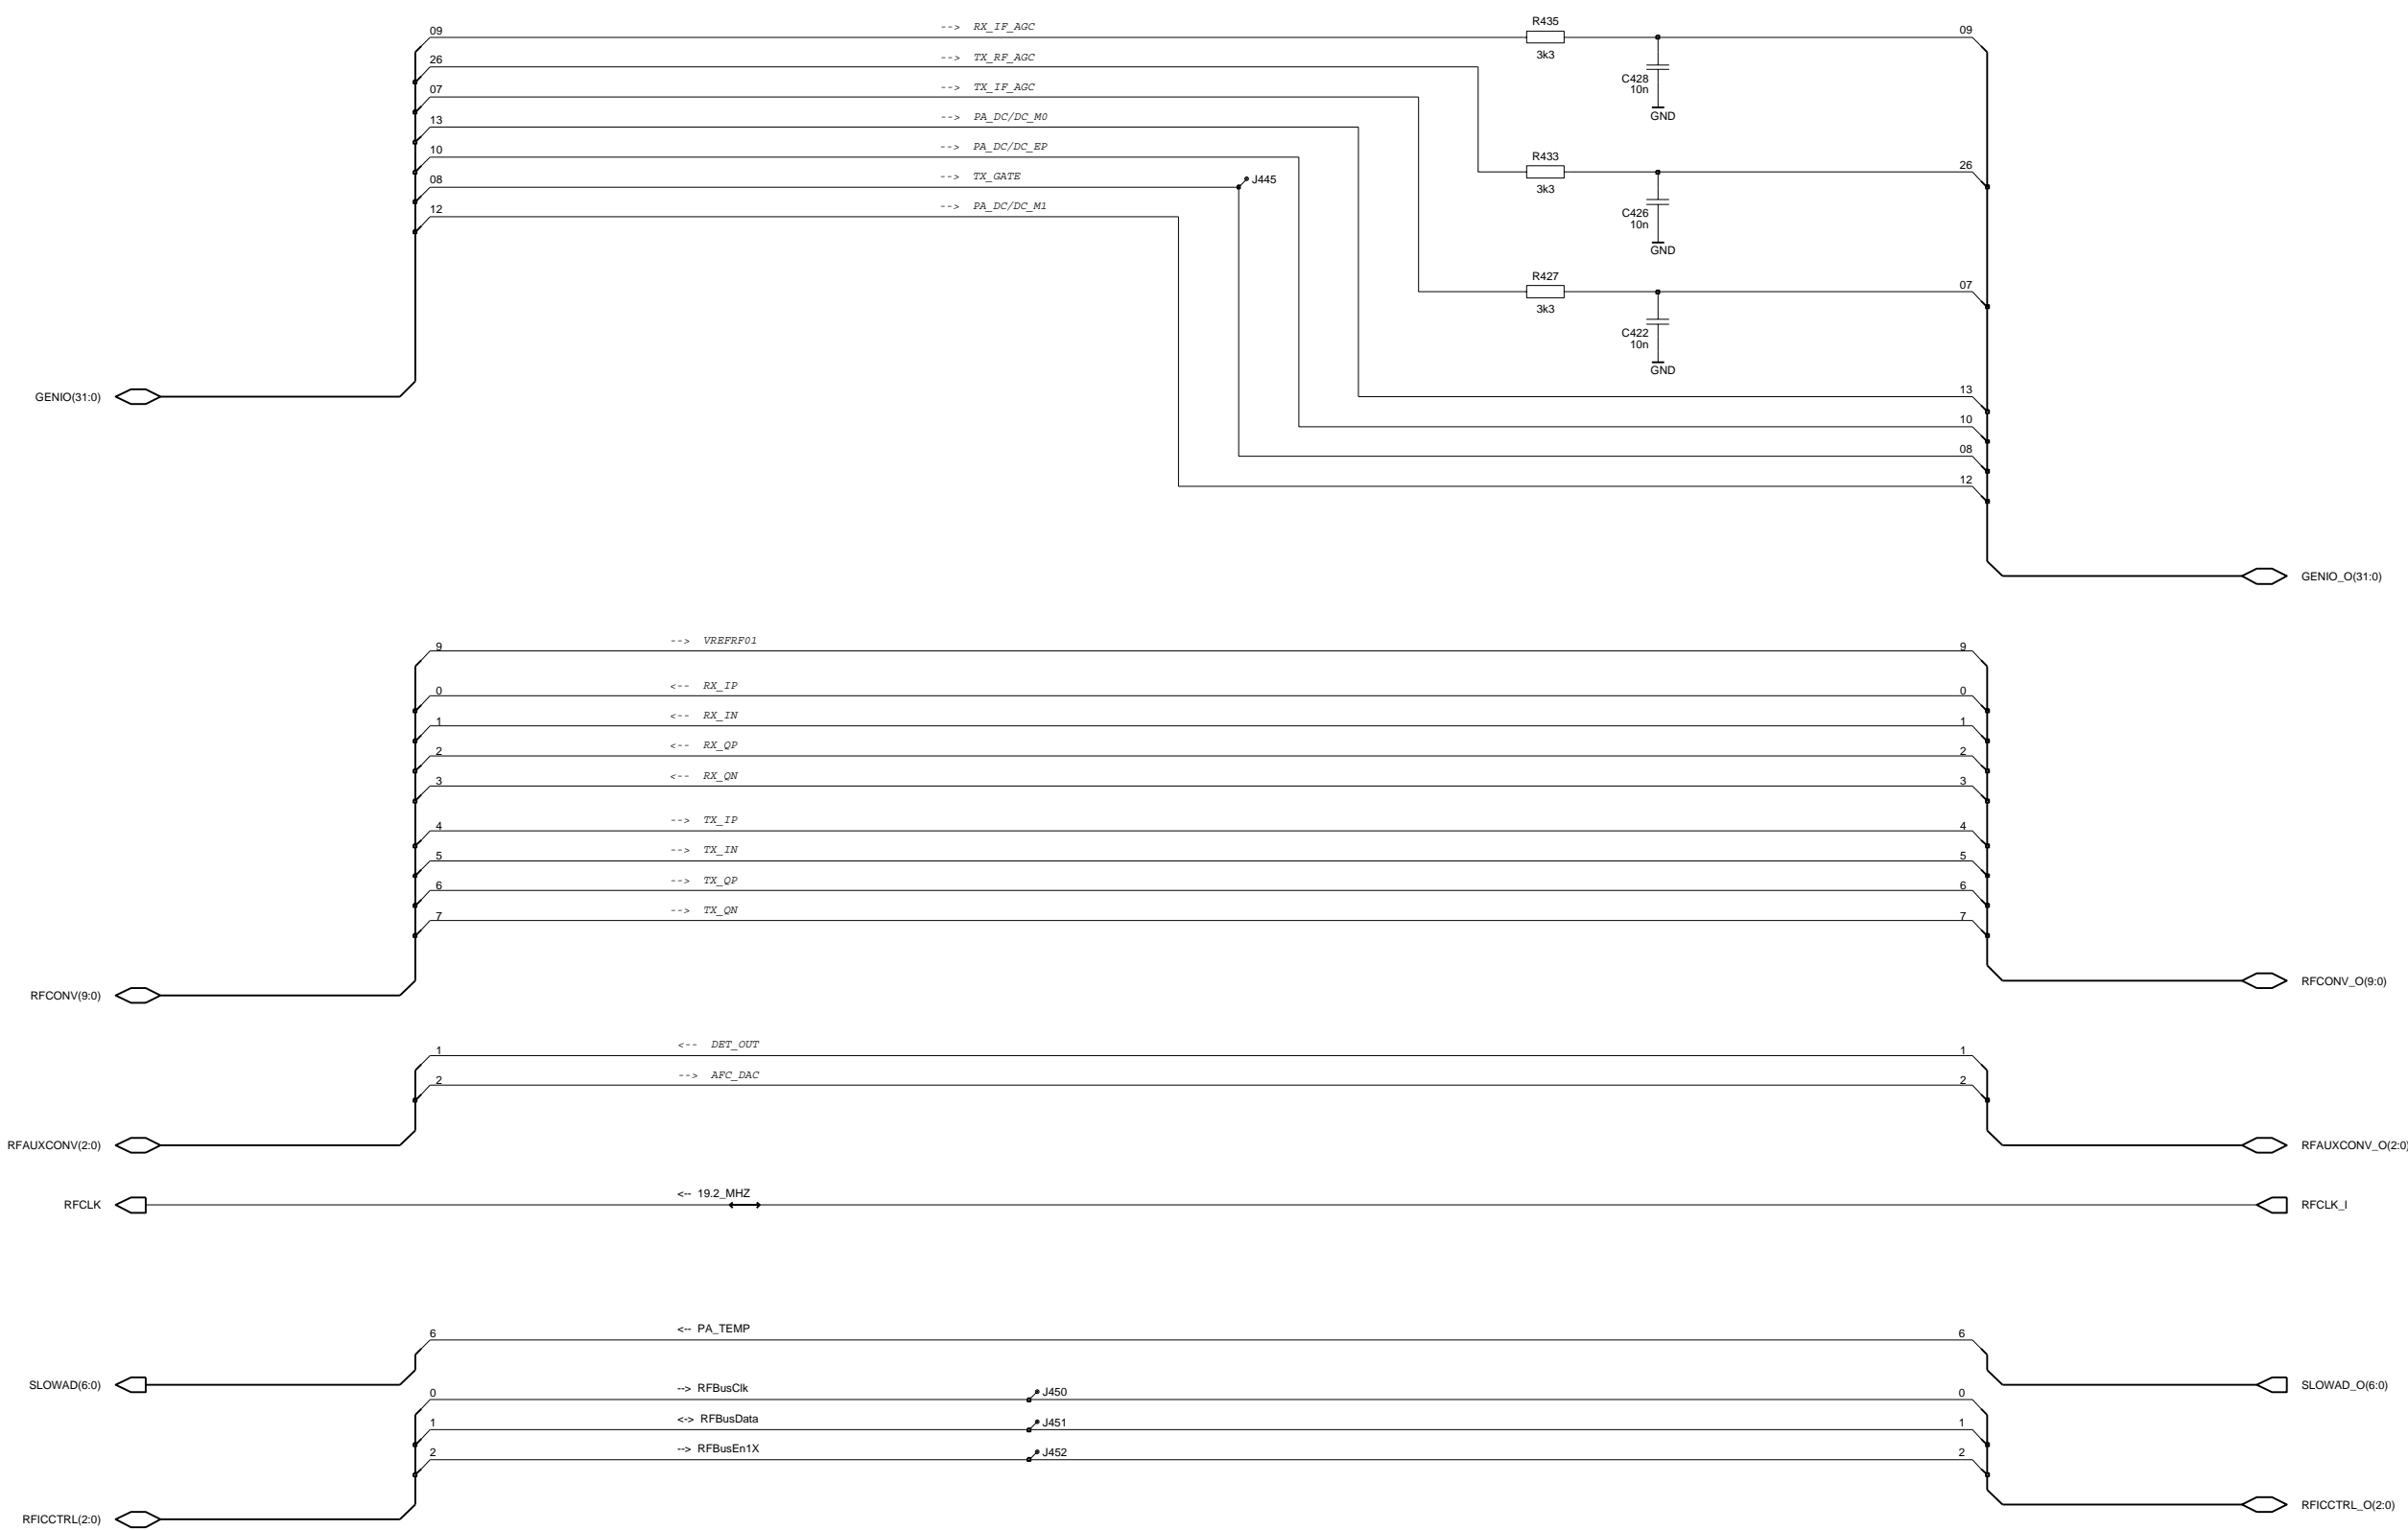 09 --> RX_IF_AGC R435 09
3k3
26 --> TX_RF_AGC
C428
10n
GND
07 --> TX_IF_AGC
13 --> PA_DC/DC_M0
10 --> PA_DC/DC_EP R433 26
3k3
08 --> TX_GATE J445
12 --> PA_DC/DC_M1
C426
10n
GND
R427 07
3k3
C422
10n
GND
GENIO(31:0) 13
10
08
12
GENIO_O(31:0)
9 --> VREFRF01 9
0 <-- RX_IP 0
1 <-- RX_IN 1
2 <-- RX_QP 2
3 <-- RX_QN 3
4 --> TX_IP 4
5 --> TX_IN 5
6 --> TX_QP 6
7 --> TX_QN 7
RFCONV(9:0) RFCONV_O(9:0)
1 <-- DET_OUT 1
2 --> AFC_DAC 2
RFAUXCONV(2:0) RFAUXCONV_O(2:0)
RFCLK <-- 19.2_MHZ RFCLK_I
6 <-- PA_TEMP 6
SLOWAD(6:0) SLOWAD_O(6:0)
0 --> RFBusClk J450 0
1 <-> RFBusData J451 1
2 --> RFBusEn1X J452 2
RFICCTRL(2:0) RFICCTRL_O(2:0)